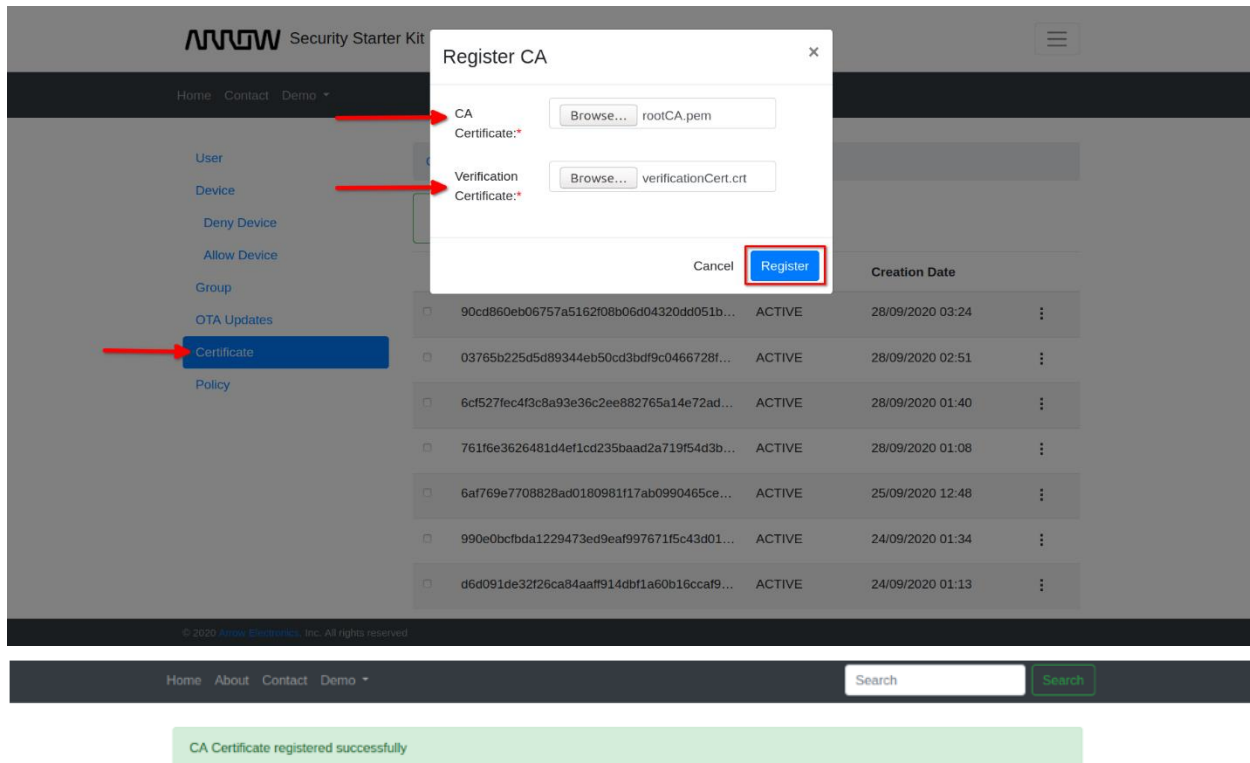 ARROW Security Starter Kit
Register CA ×
Home Contact Demo
CA
Certificate:*
Browse... rootCA.pem
Verification
Certificate:*
Browse... verificationCert.crt
Cancel Register
User
Device
Deny Device
Allow Device
Group
OTA Updates
Certificate
Policy
Creation Date
90cd860eb06757a5162f08b06d04320dd051b... ACTIVE 28/09/2020 03:24
03765b225d5d89344eb50cd3bdf9c0466728f... ACTIVE 28/09/2020 02:51
6cf527fec4f3c8a93e36c2ee882765a14e72ad... ACTIVE 28/09/2020 01:40
761f6e3626481d4ef1cd235baad2a719f54d3b... ACTIVE 28/09/2020 01:08
6af769e7708828ad0180981f17ab0990465ce... ACTIVE 25/09/2020 12:48
990e0bcfbda1229473ed9eaf997671f5c43d01... ACTIVE 24/09/2020 01:34
d6d091de32f26ca84aaff914dbf1a60b16ccaf9... ACTIVE 24/09/2020 01:13
© 2020 Arrow Electronics, Inc. All rights reserved
Home About Contact Demo Search Search
CA Certificate registered successfully